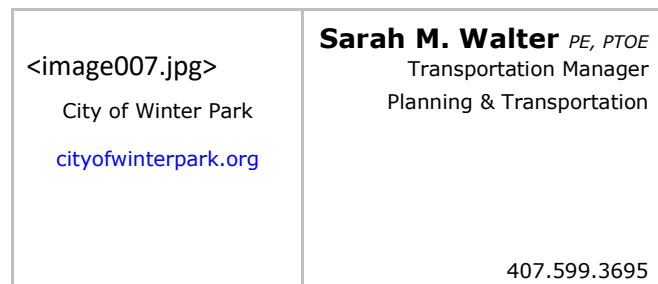 <image007.jpg>
City of Winter Park
cityofwinterpark.org
Sarah M. Walter PE, PTOE
Transportation Manager
Planning & Transportation
407.599.3695